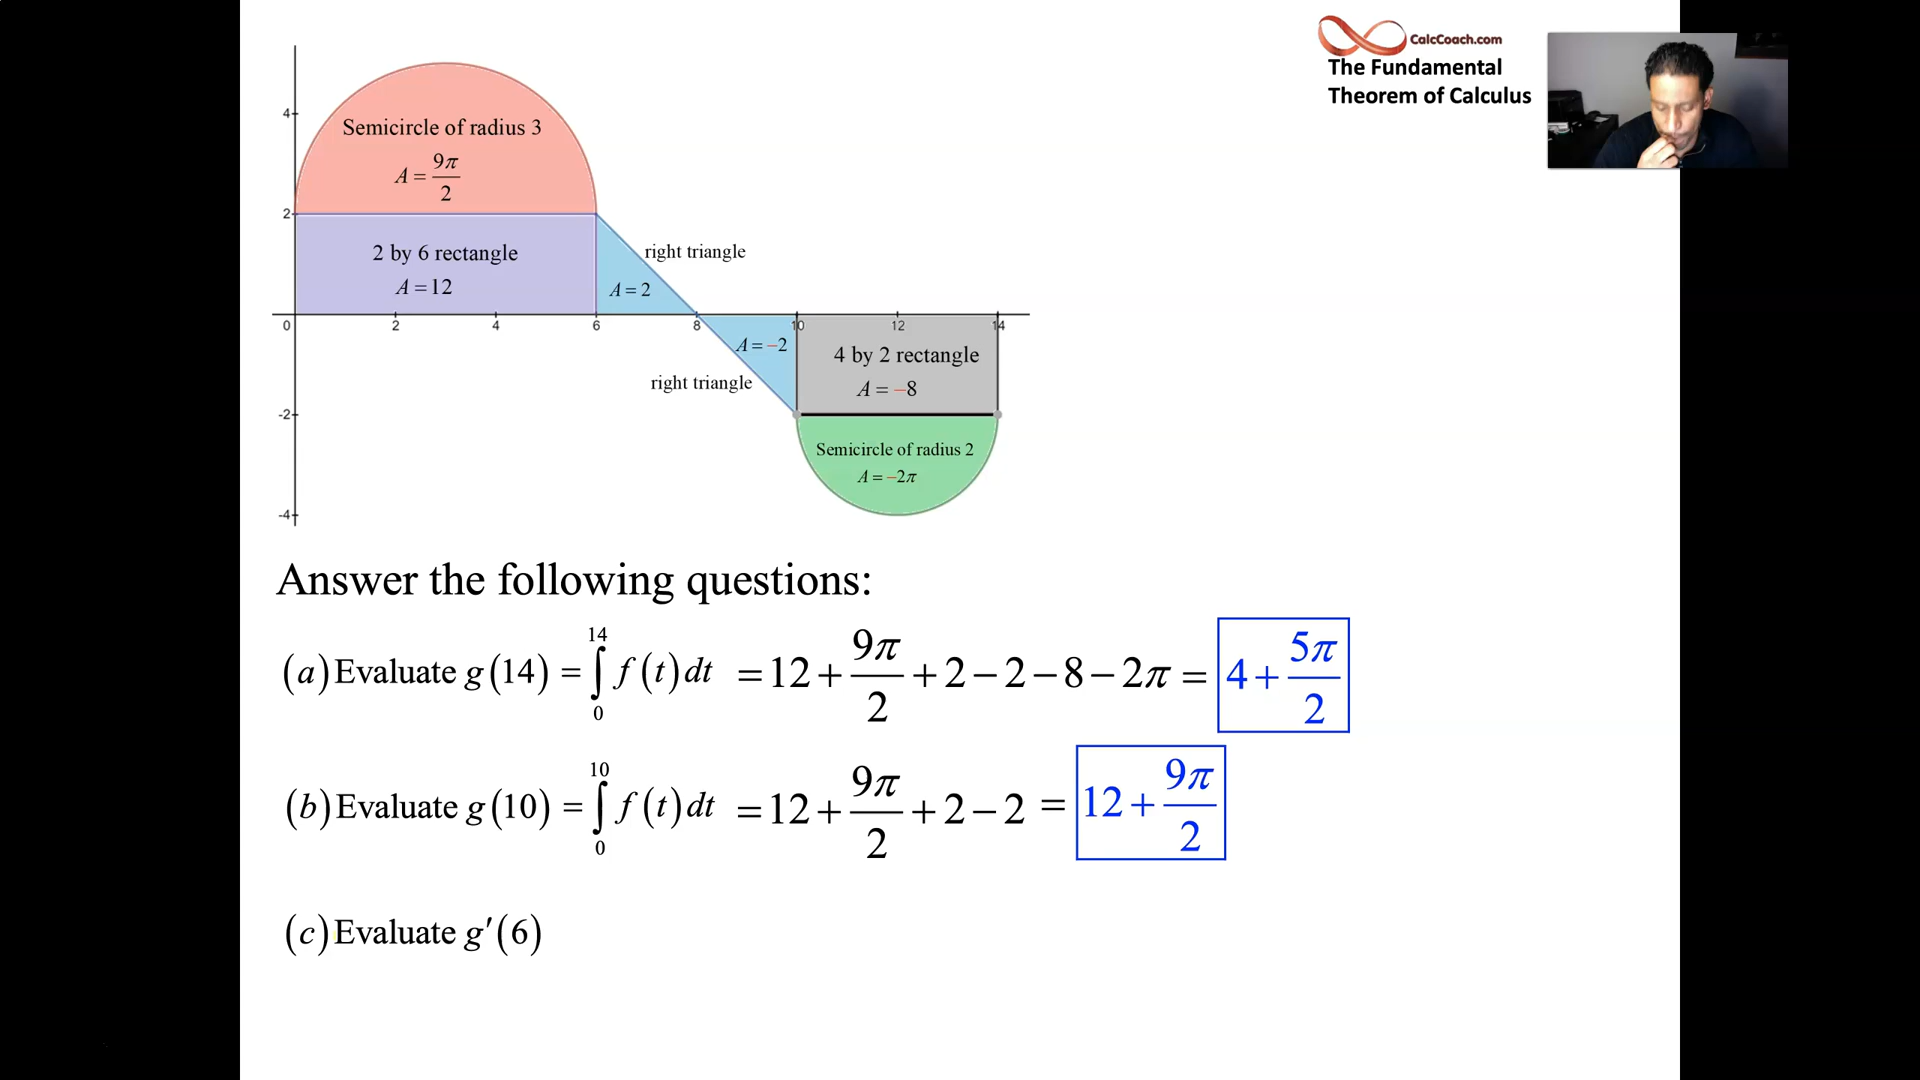 CalcCoach.com
The Fundamental
Theorem of Calculus
4
Semicircle of radius 3
A = 9π/2
2
2 by 6 rectangle
A = 12
right triangle
A = 2
0 2 4 6 8 10 12 14
A = −2
4 by 2 rectangle
right triangle
A = −8
-2
Semicircle of radius 2
A = −2π
-4
Answer the following questions:
(a) Evaluate g(14) = ∫₀¹⁴ f(t)dt = 12 + 9π/2 + 2 − 2 − 8 − 2π = 4 + 5π/2
(b) Evaluate g(10) = ∫₀¹⁰ f(t)dt = 12 + 9π/2 + 2 − 2 = 12 + 9π/2
(c) Evaluate g′(6)